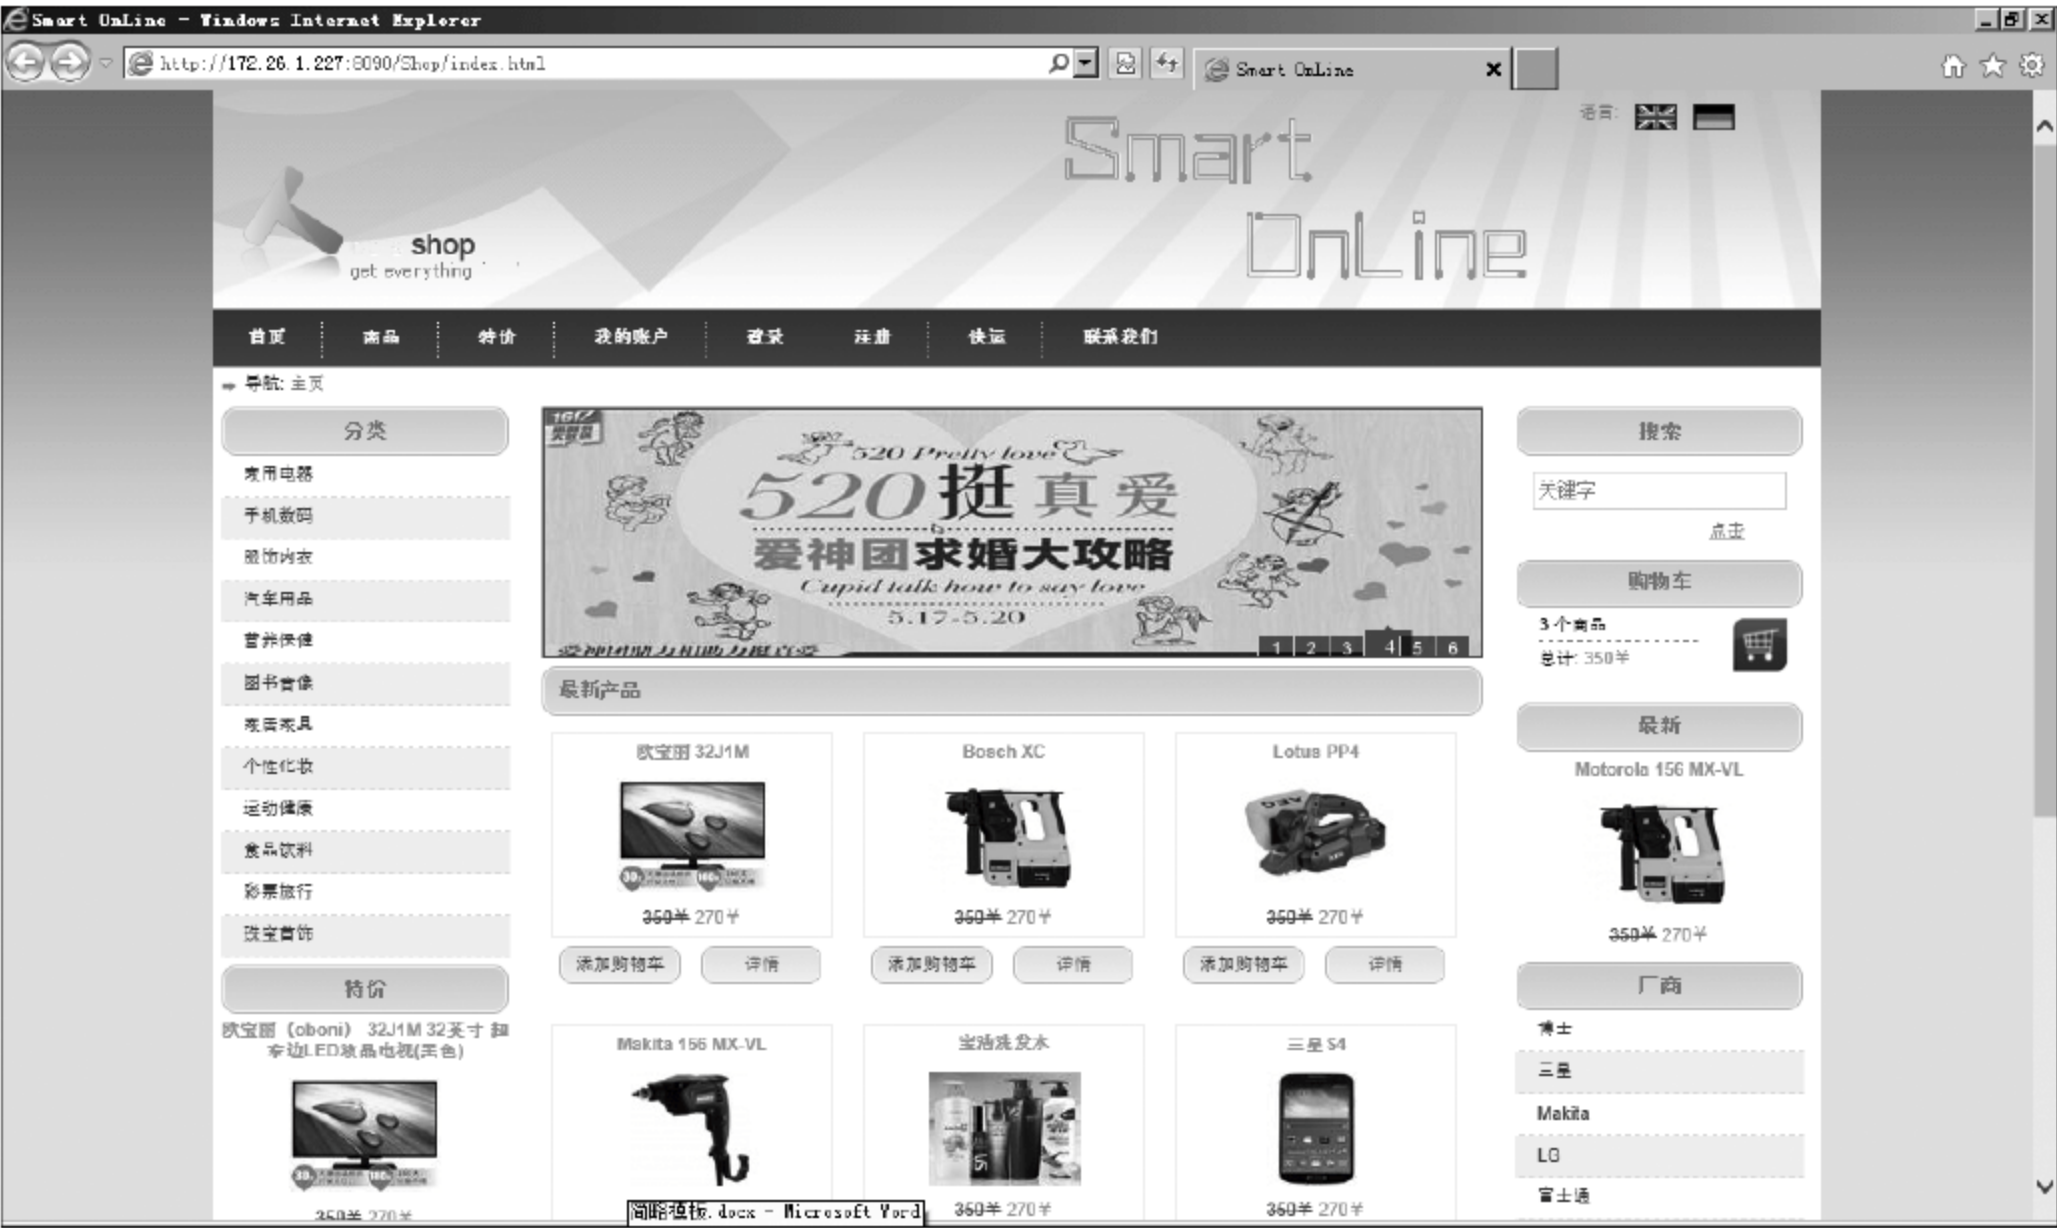 Smart OnLine - Windows Internet Explorer
http://172.26.1.227:8090/Shop/index.html
Smart OnLine
语言:
Smart
OnLine
shop
get everything
首页 商品 特价 我的账户 登录 注册 快运 联系我们
导航: 主页
分类
家用电器
手机数码
服饰内衣
汽车用品
营养保健
图书音像
家居家具
个性化妆
运动健康
食品饮料
彩票旅行
珠宝首饰
特价
欧宝丽（oboni） 32J1M 32英寸 超
窄边LED液晶电视(黑色)
350¥ 270¥
520 Pretty love
520挺真爱
爱神团求婚大攻略
Cupid talk how to say love
5.17-5.20
1 2 3 4 5 6
最新产品
欧宝丽 32J1M
350¥ 270¥
添加购物车 详情
Bosch XC
350¥ 270¥
添加购物车 详情
Lotus PP4
AEG
350¥ 270¥
添加购物车 详情
Makita 156 MX-VL
宝洁洗发水
VS
350¥ 270¥
三星 S4
350¥ 270¥
搜索
关键字
点击
购物车
3 个商品
总计: 350¥
最新
Motorola 156 MX-VL
350¥ 270¥
厂商
博士
三星
Makita
LG
富士通
简略模板.docx - Microsoft Word